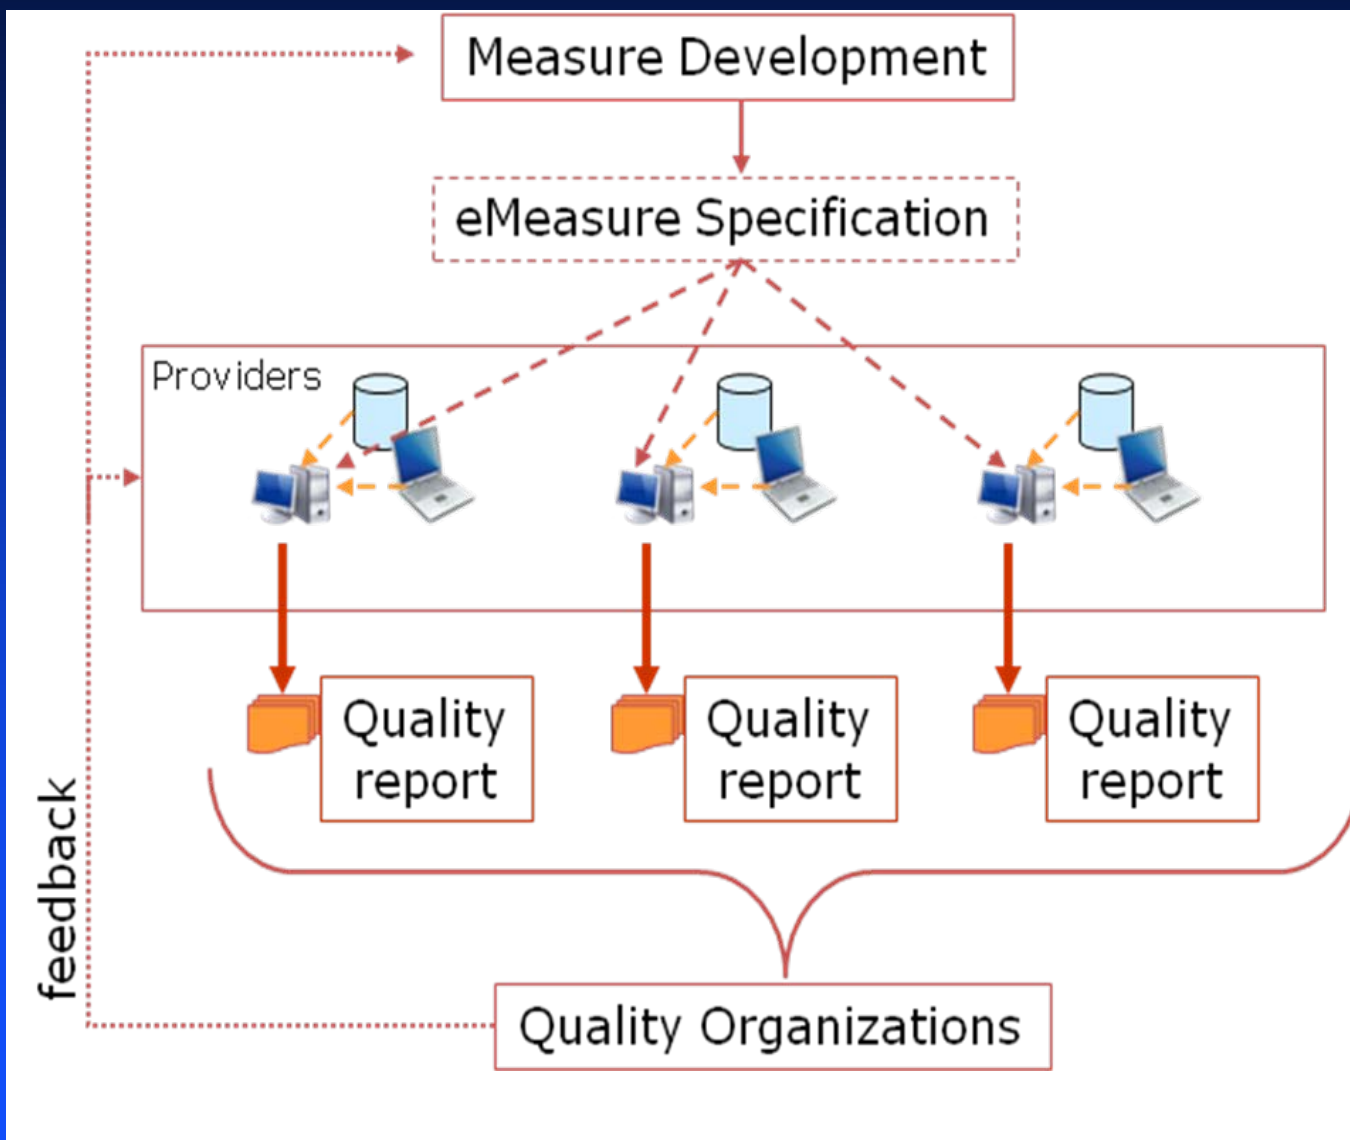 Measure Development
eMeasure Specification
Providers
Quality
report
Quality
report
Quality
report
feedback
Quality Organizations